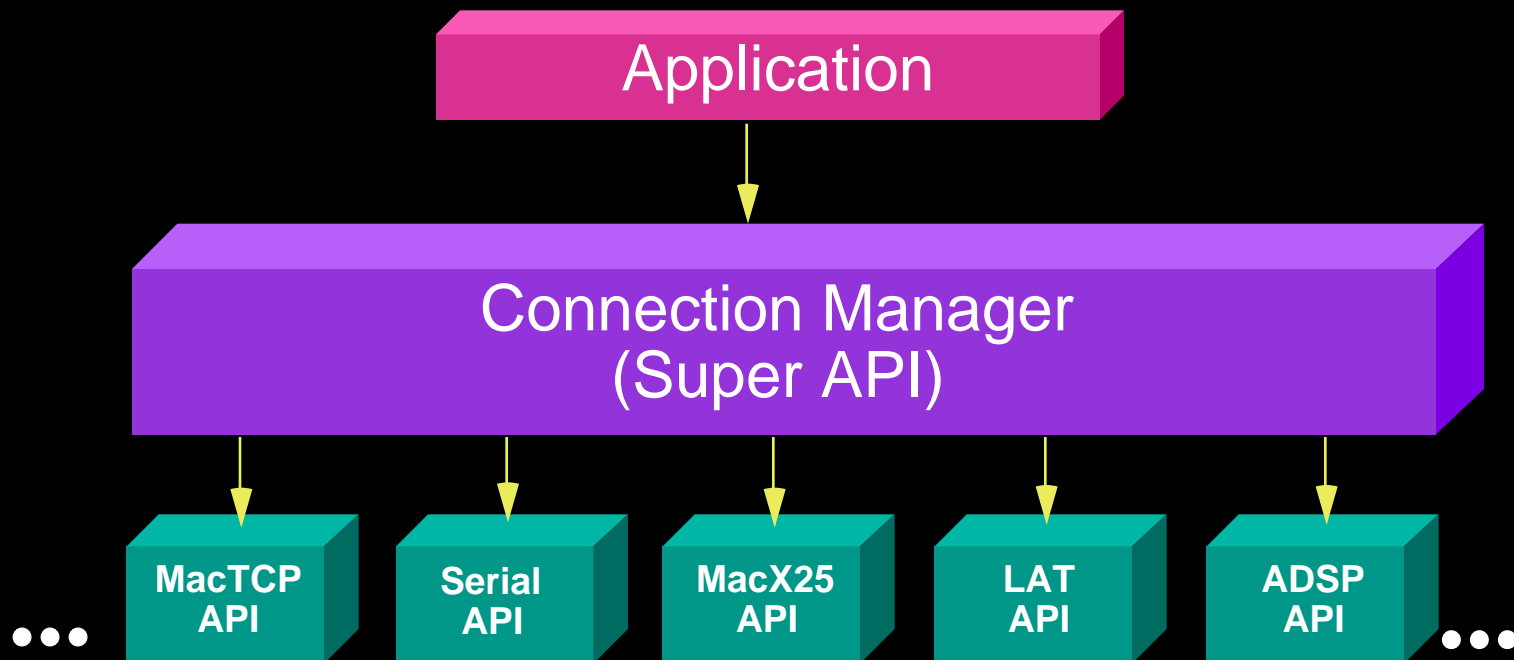 Application
Connection Manager
(Super API)
MacTCP
API
Serial
API
MacX25
API
LAT
API
ADSP
API